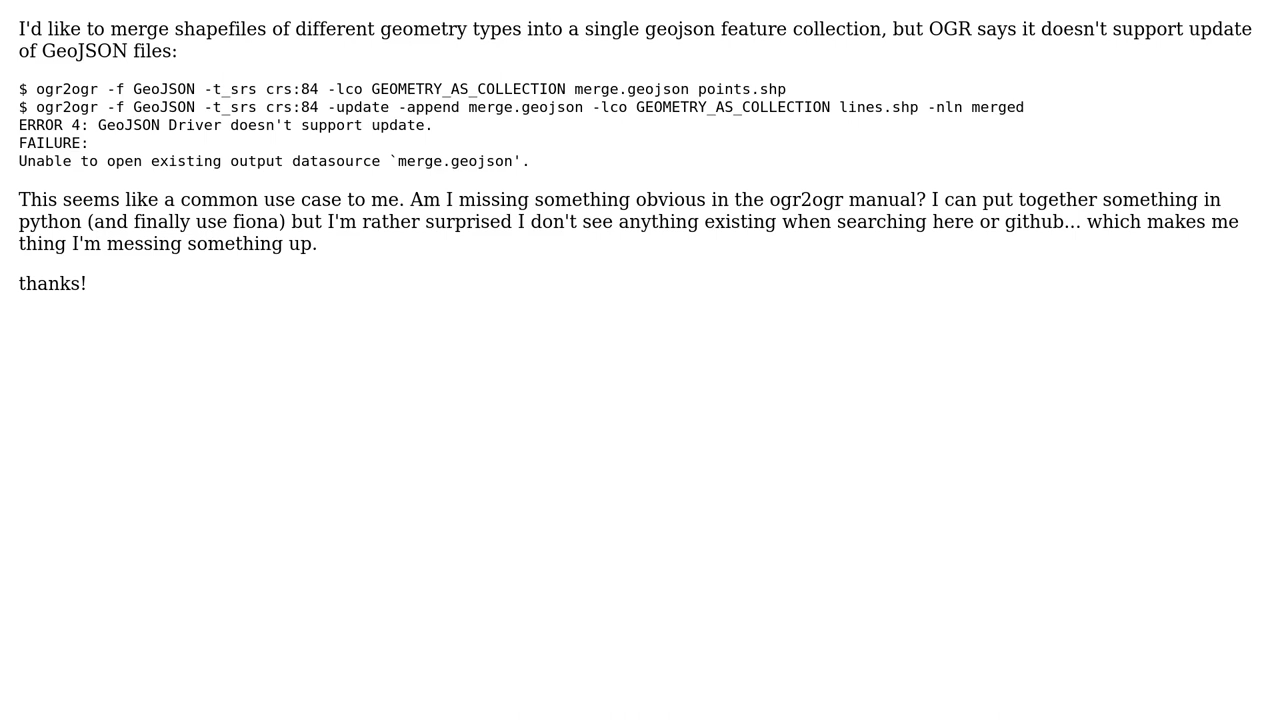 I'd like to merge shapefiles of different geometry types into a single geojson feature collection, but OGR says it doesn't support update
of GeoJSON files:
$ ogr2ogr -f GeoJSON -t_srs crs:84 -lco GEOMETRY_AS_COLLECTION merge.geojson points.shp
$ ogr2ogr -f GeoJSON -t_srs crs:84 -update -append merge.geojson -lco GEOMETRY_AS_COLLECTION lines.shp -nln merged
ERROR 4: GeoJSON Driver doesn't support update.
FAILURE:
Unable to open existing output datasource `merge.geojson'.
This seems like a common use case to me. Am I missing something obvious in the ogr2ogr manual? I can put together something in
python (and finally use fiona) but I'm rather surprised I don't see anything existing when searching here or github... which makes me
thing I'm messing something up.
thanks!